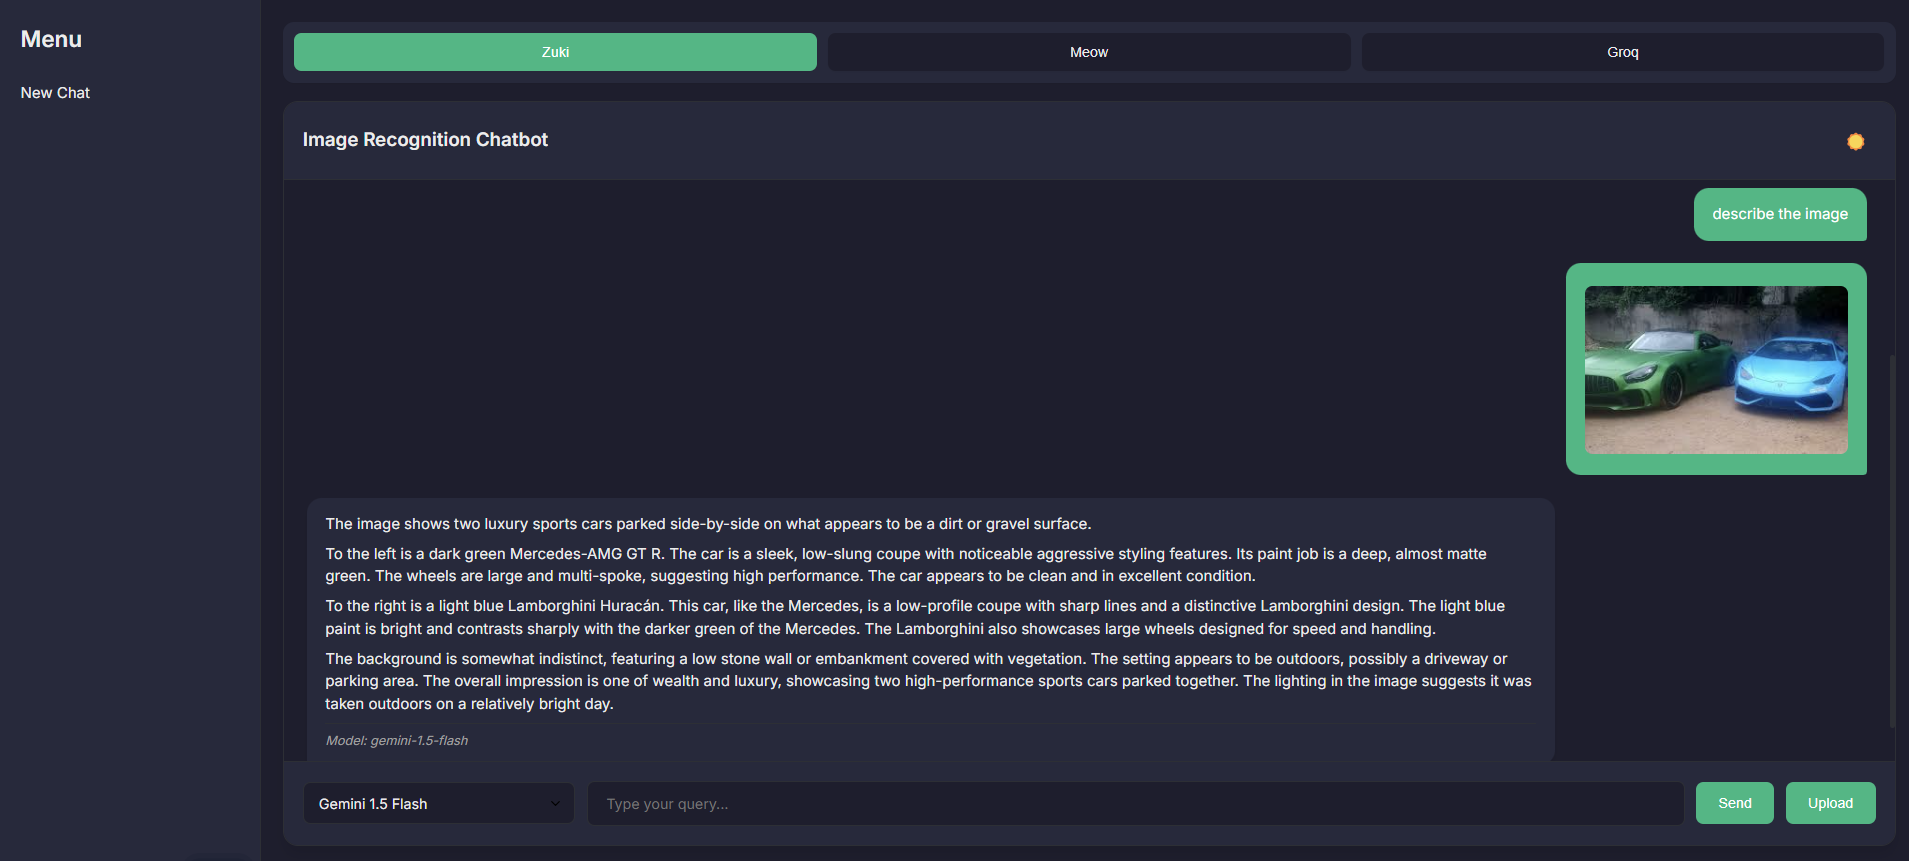 Menu
New Chat
Zuki
Meow
Groq
Image Recognition Chatbot
describe the image
The image shows two luxury sports cars parked side-by-side on what appears to be a dirt or gravel surface.
To the left is a dark green Mercedes-AMG GT R. The car is a sleek, low-slung coupe with noticeable aggressive styling features. Its paint job is a deep, almost matte
green. The wheels are large and multi-spoke, suggesting high performance. The car appears to be clean and in excellent condition.
To the right is a light blue Lamborghini Huracán. This car, like the Mercedes, is a low-profile coupe with sharp lines and a distinctive Lamborghini design. The light blue
paint is bright and contrasts sharply with the darker green of the Mercedes. The Lamborghini also showcases large wheels designed for speed and handling.
The background is somewhat indistinct, featuring a low stone wall or embankment covered with vegetation. The setting appears to be outdoors, possibly a driveway or
parking area. The overall impression is one of wealth and luxury, showcasing two high-performance sports cars parked together. The lighting in the image suggests it was
taken outdoors on a relatively bright day.
Model: gemini-1.5-flash
Gemini 1.5 Flash
Type your query...
Send
Upload